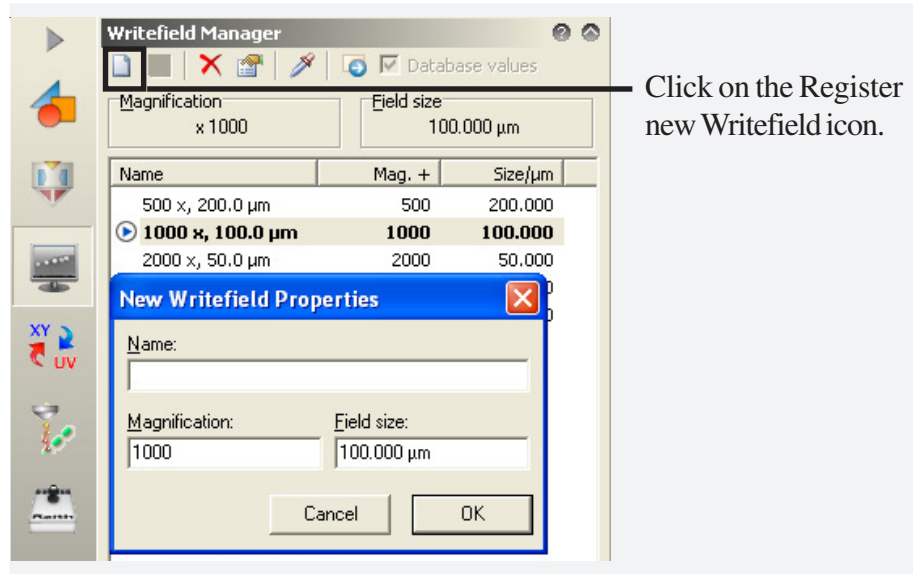 Writefield Manager
Database values
Magnification
x 1000
Field size
100.000 µm
Click on the Register
new Writefield icon.
Name Mag. + Size/µm
500 x, 200.0 µm 500 200.000
1000 x, 100.0 µm 1000 100.000
2000 x, 50.0 µm 2000 50.000
New Writefield Properties
Name:
Magnification: Field size:
1000 100.000 µm
Cancel OK
XY
UV
Raith